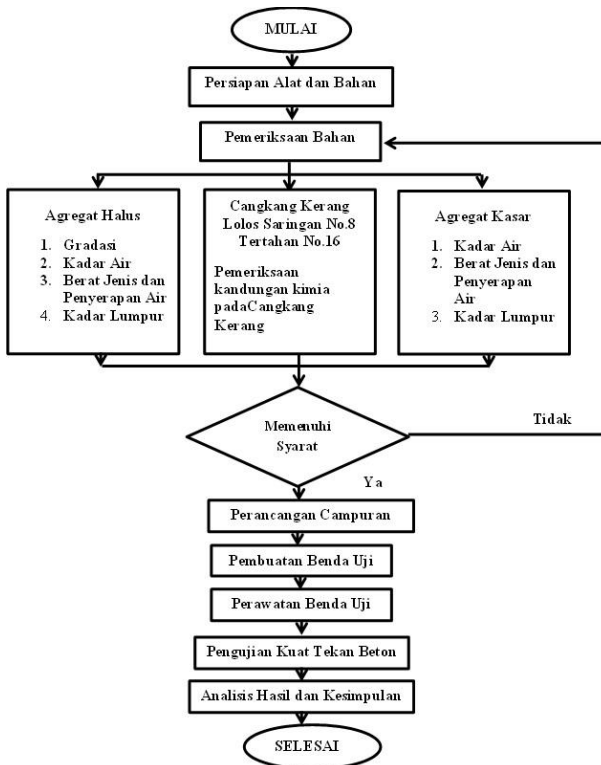 MULAI
Persiapan Alat dan Bahan
Pemeriksaan Bahan
Agregat Halus
1. Gradasi
2. Kadar Air
3. Berat Jenis dan
Penyerapan Air
4. Kadar Lumpur
Cangkang Kerang
Lolos Saringan No.8
Tertahan No.16
Pemeriksaan
kandungan kimia
padaCangkang
Kerang
Agregat Kasar
1. Kadar Air
2. Berat Jenis dan
Penyerapan
Air
3. Kadar Lumpur
Memenuhi
Syarat
Tidak
Ya
Perancangan Campuran
Pembuatan Benda Uji
Perawatan Benda Uji
Pengujian Kuat Tekan Beton
Analisis Hasil dan Kesimpulan
SELESAI